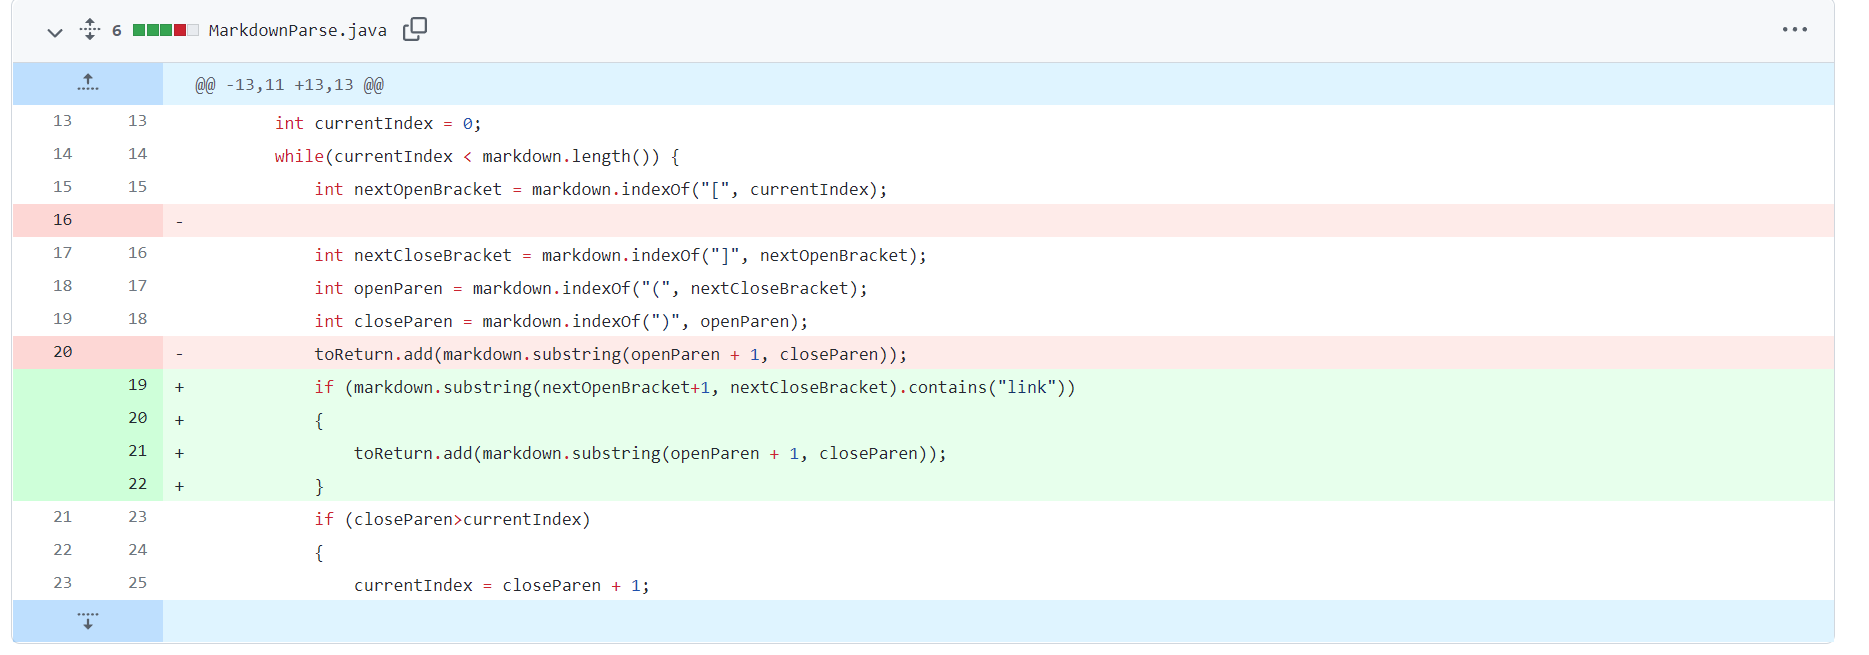 6 MarkdownParse.java
@@ -13,11 +13,13 @@
13 13 int currentIndex = 0;
14 14 while(currentIndex < markdown.length()) {
15 15 int nextOpenBracket = markdown.indexOf("[", currentIndex);
16 -
17 16 int nextCloseBracket = markdown.indexOf("]", nextOpenBracket);
18 17 int openParen = markdown.indexOf("(", nextCloseBracket);
19 18 int closeParen = markdown.indexOf(")", openParen);
20 - toReturn.add(markdown.substring(openParen + 1, closeParen));
19 + if (markdown.substring(nextOpenBracket+1, nextCloseBracket).contains("link"))
20 + {
21 + toReturn.add(markdown.substring(openParen + 1, closeParen));
22 + }
21 23 if (closeParen>currentIndex)
22 24 {
23 25 currentIndex = closeParen + 1;